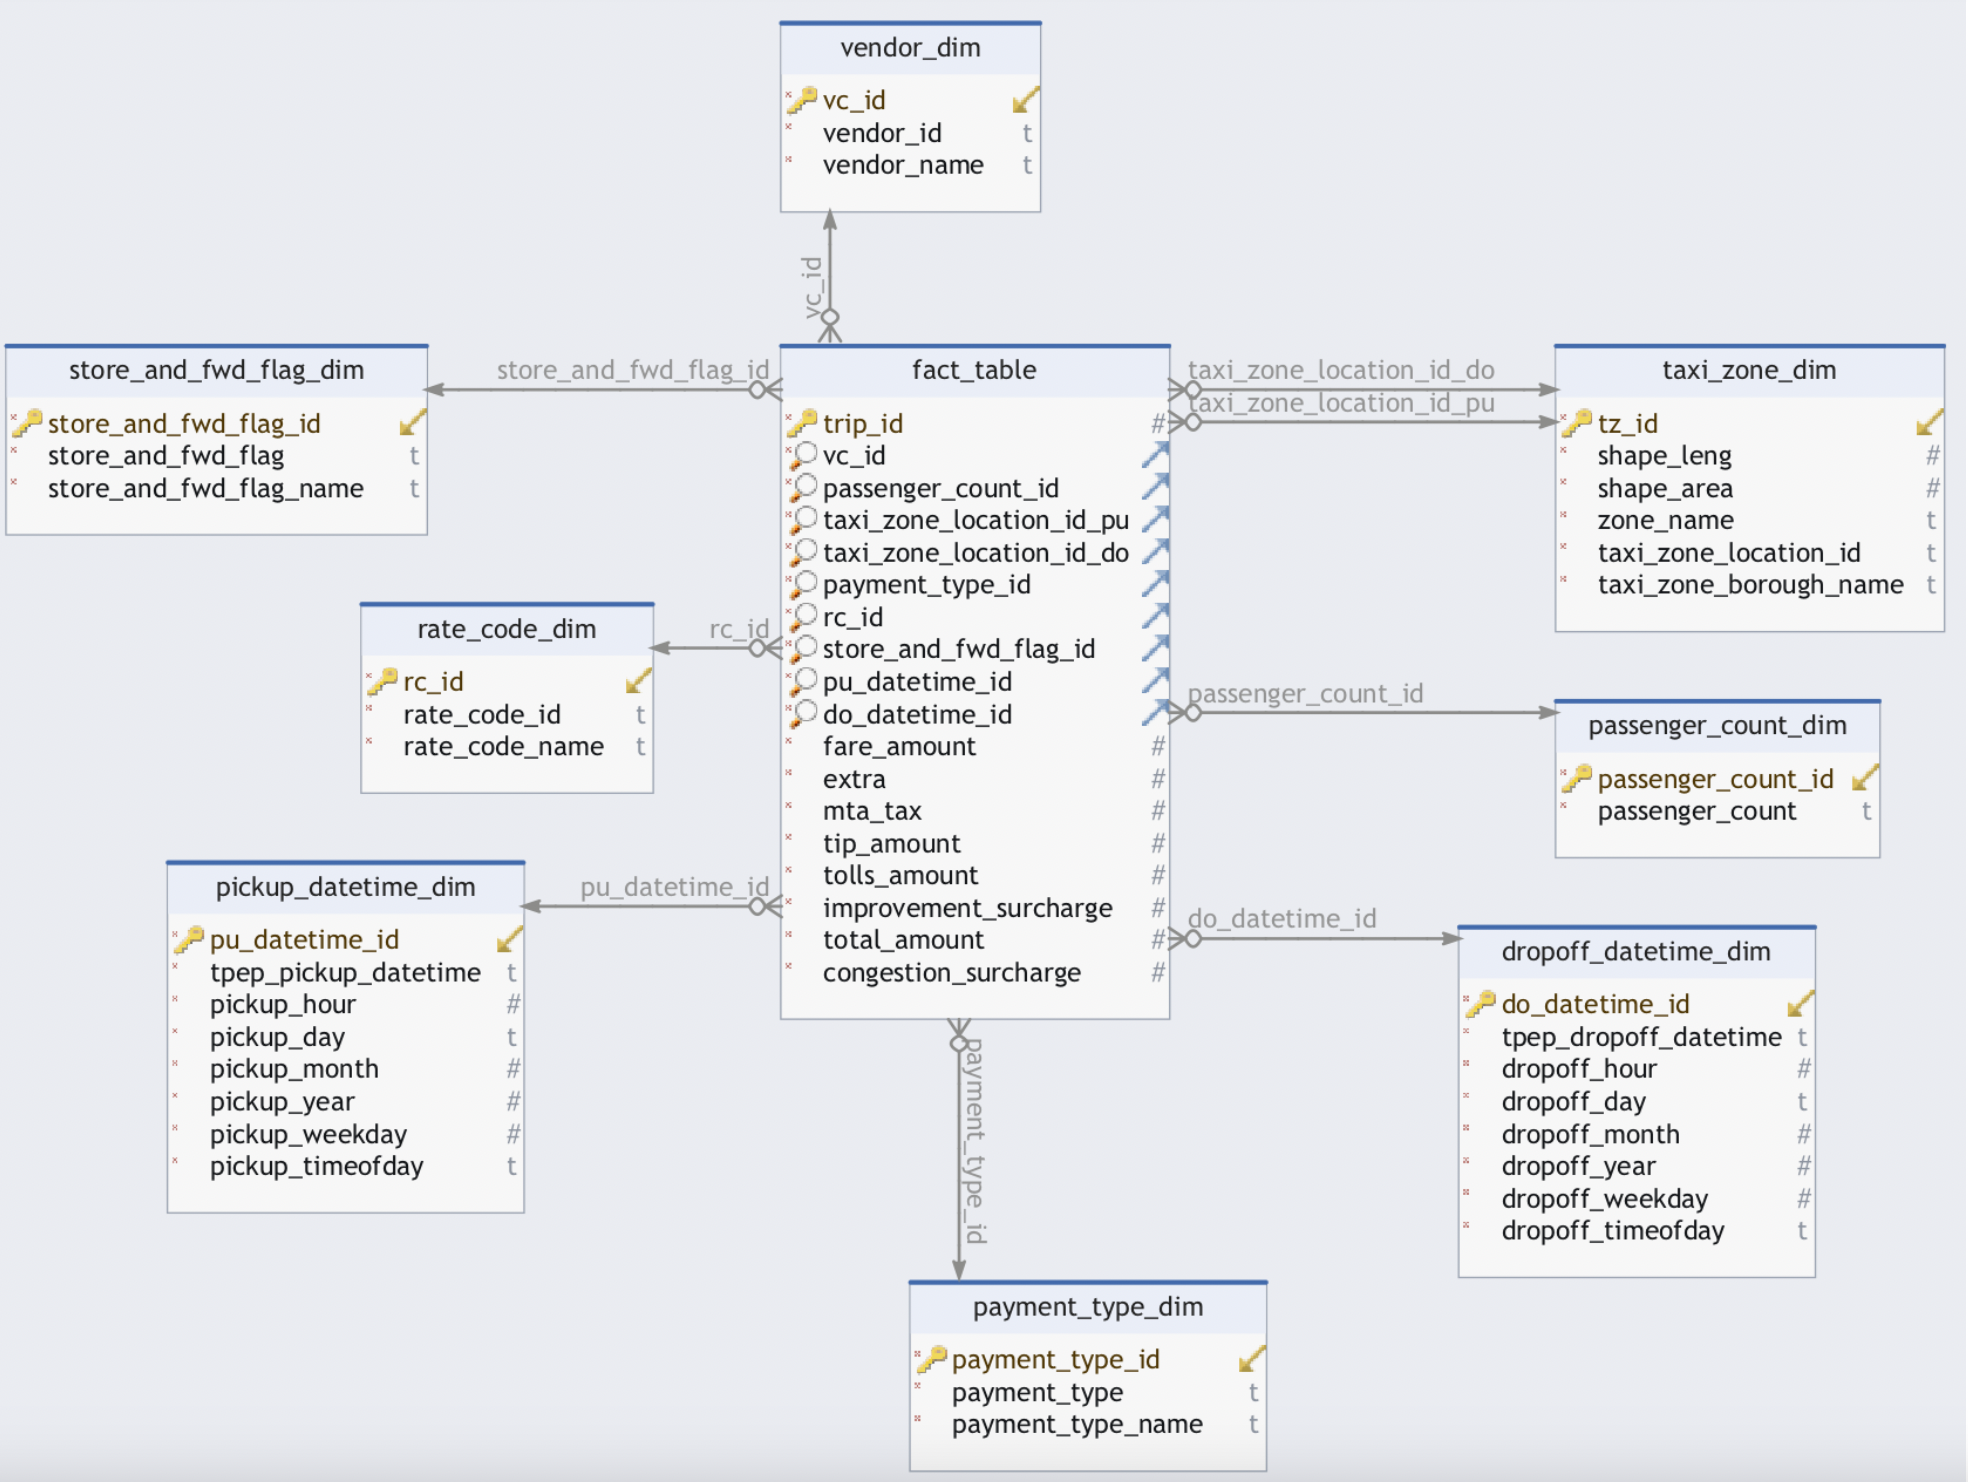 vendor_dim
vc_id
vendor_id t
vendor_name t
vc_id
store_and_fwd_flag_dim
store_and_fwd_flag_id
store_and_fwd_flag t
store_and_fwd_flag_name t
store_and_fwd_flag_id
fact_table
trip_id #
vc_id
passenger_count_id
taxi_zone_location_id_pu
taxi_zone_location_id_do
payment_type_id
rc_id
store_and_fwd_flag_id
pu_datetime_id
do_datetime_id
fare_amount #
extra #
mta_tax #
tip_amount #
tolls_amount #
improvement_surcharge #
total_amount #
congestion_surcharge #
taxi_zone_location_id_do
taxi_zone_location_id_pu
taxi_zone_dim
tz_id
shape_leng #
shape_area #
zone_name t
taxi_zone_location_id t
taxi_zone_borough_name t
rate_code_dim
rc_id
rate_code_id t
rate_code_name t
rc_id
passenger_count_id
passenger_count_dim
passenger_count_id
passenger_count t
pickup_datetime_dim
pu_datetime_id
tpep_pickup_datetime t
pickup_hour #
pickup_day t
pickup_month #
pickup_year #
pickup_weekday #
pickup_timeofday t
pu_datetime_id
do_datetime_id
dropoff_datetime_dim
do_datetime_id
tpep_dropoff_datetime t
dropoff_hour #
dropoff_day t
dropoff_month #
dropoff_year #
dropoff_weekday #
dropoff_timeofday t
payment_type_id
payment_type_dim
payment_type_id
payment_type t
payment_type_name t